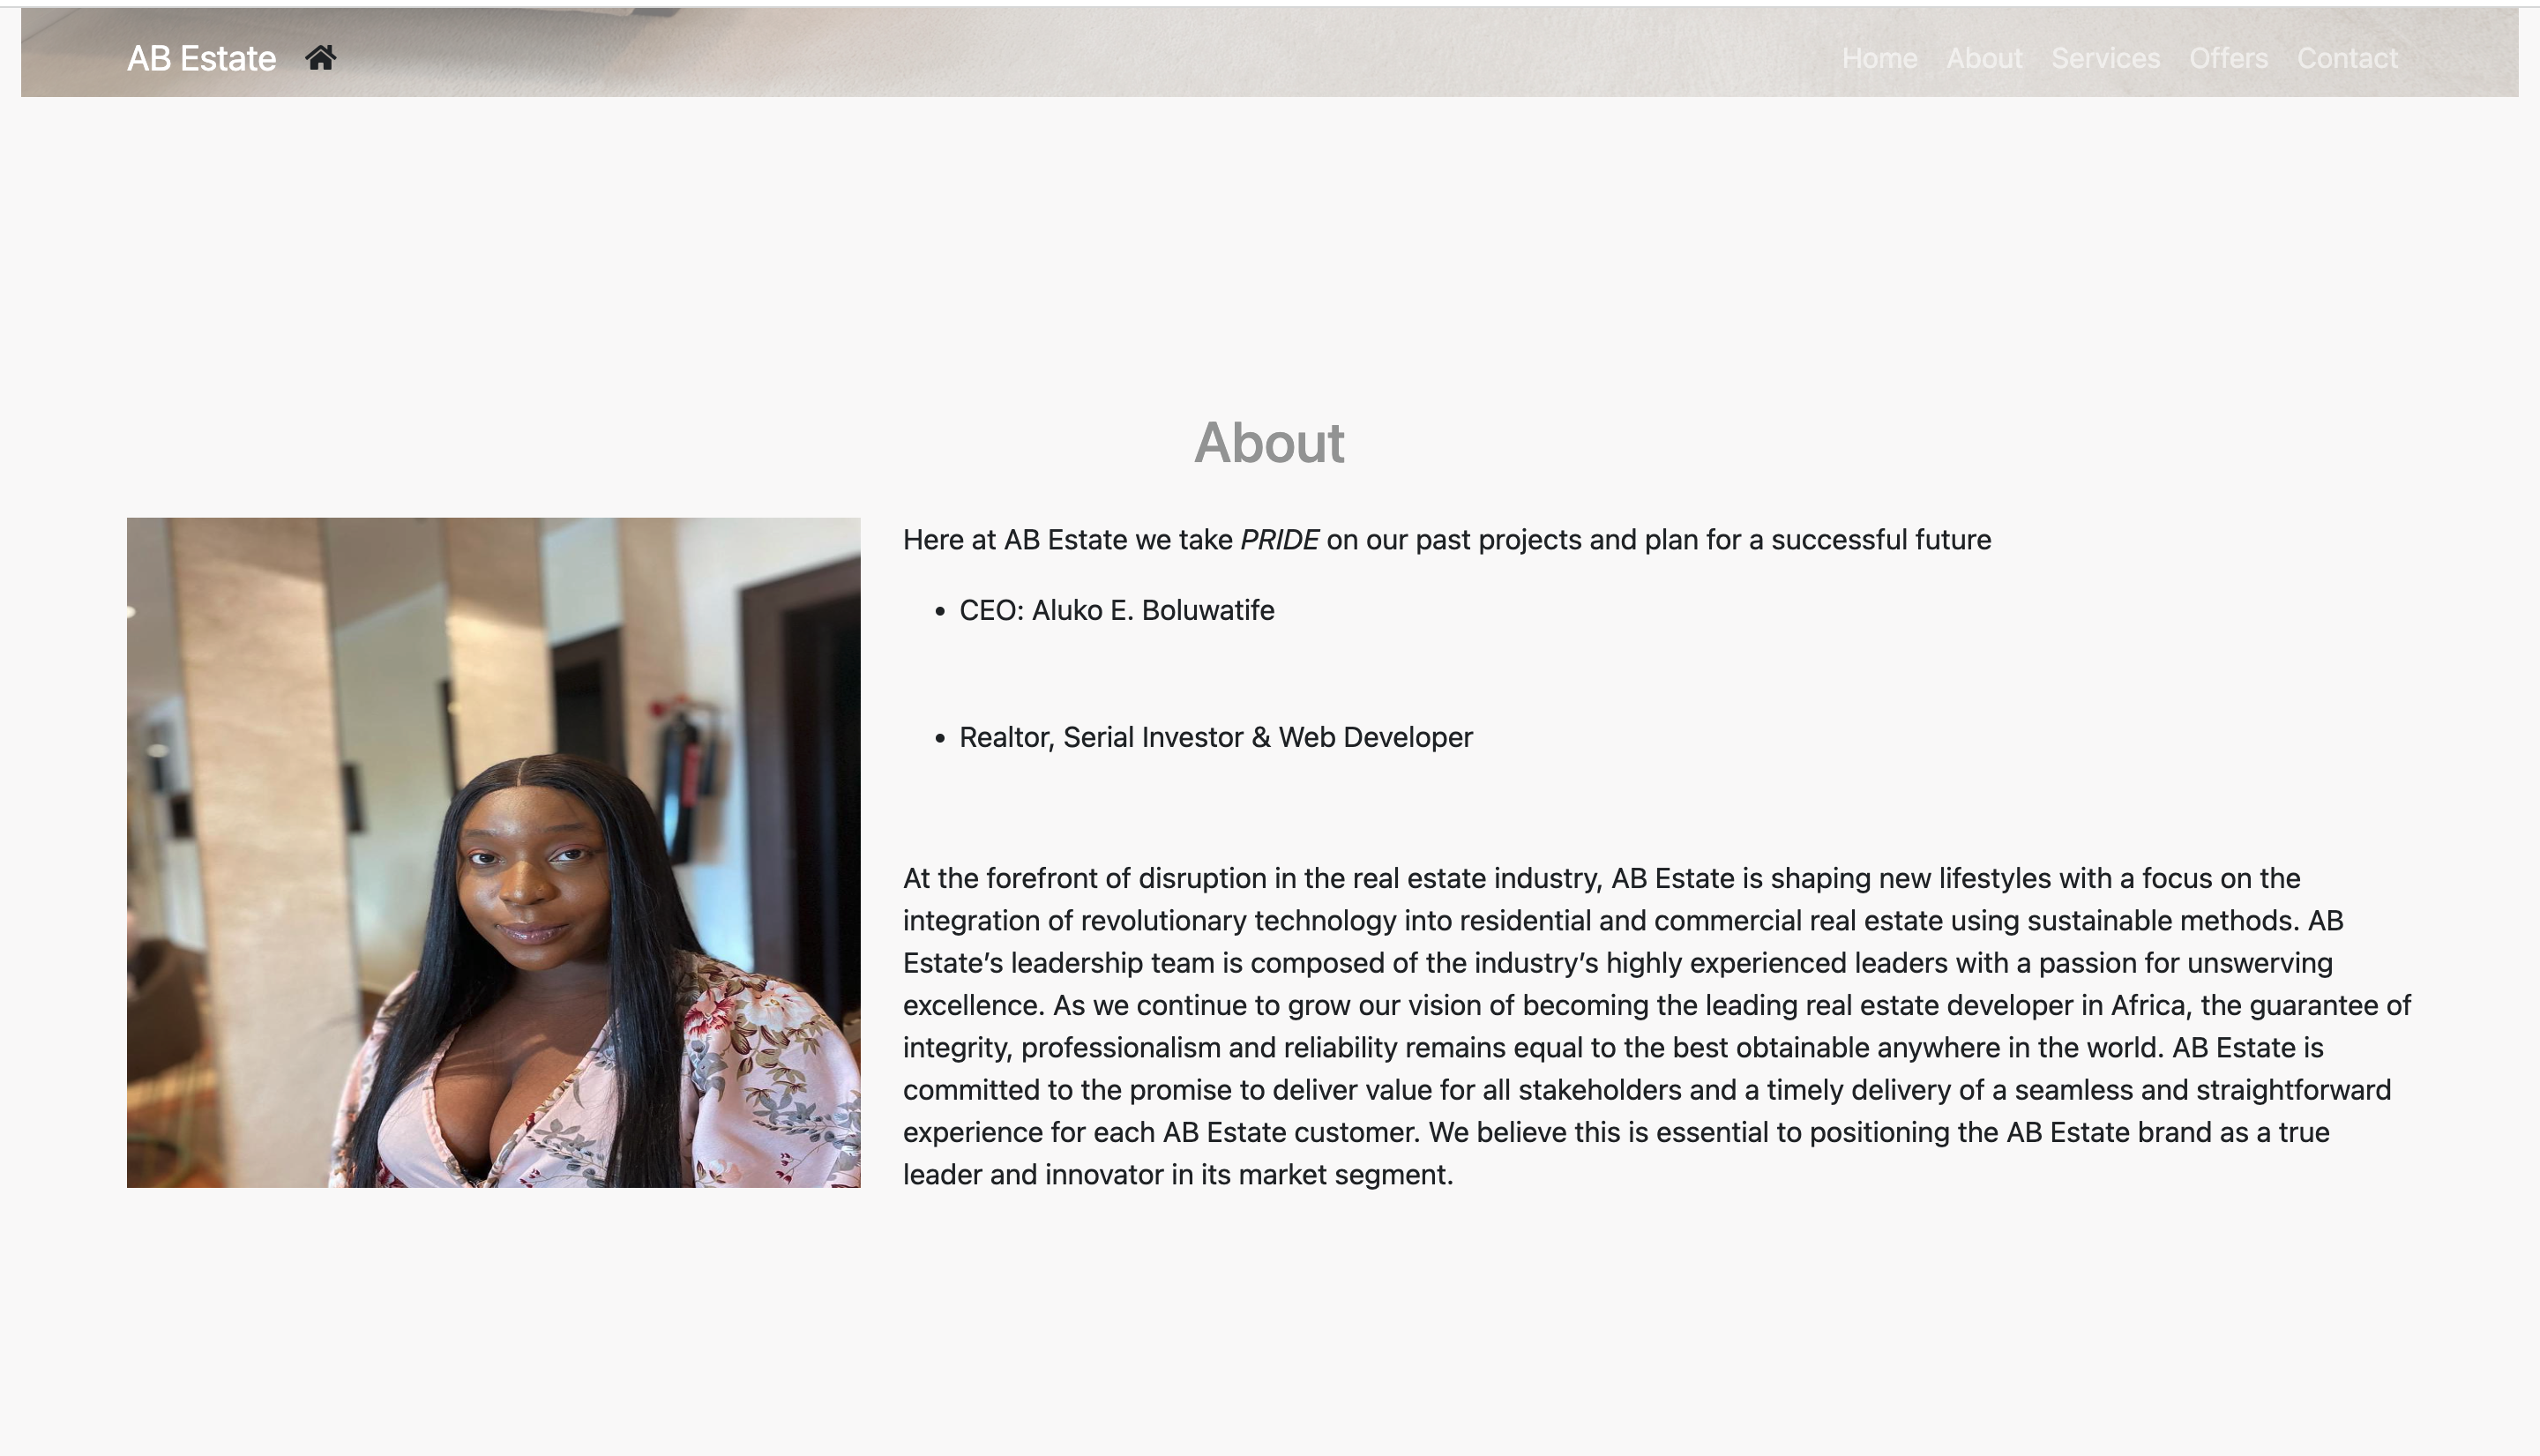 AB Estate
Home About Services Offers Contact
About
Here at AB Estate we take PRIDE on our past projects and plan for a successful future
• CEO: Aluko E. Boluwatife
• Realtor, Serial Investor & Web Developer
At the forefront of disruption in the real estate industry, AB Estate is shaping new lifestyles with a focus on the
integration of revolutionary technology into residential and commercial real estate using sustainable methods. AB
Estate’s leadership team is composed of the industry’s highly experienced leaders with a passion for unswerving
excellence. As we continue to grow our vision of becoming the leading real estate developer in Africa, the guarantee of
integrity, professionalism and reliability remains equal to the best obtainable anywhere in the world. AB Estate is
committed to the promise to deliver value for all stakeholders and a timely delivery of a seamless and straightforward
experience for each AB Estate customer. We believe this is essential to positioning the AB Estate brand as a true
leader and innovator in its market segment.